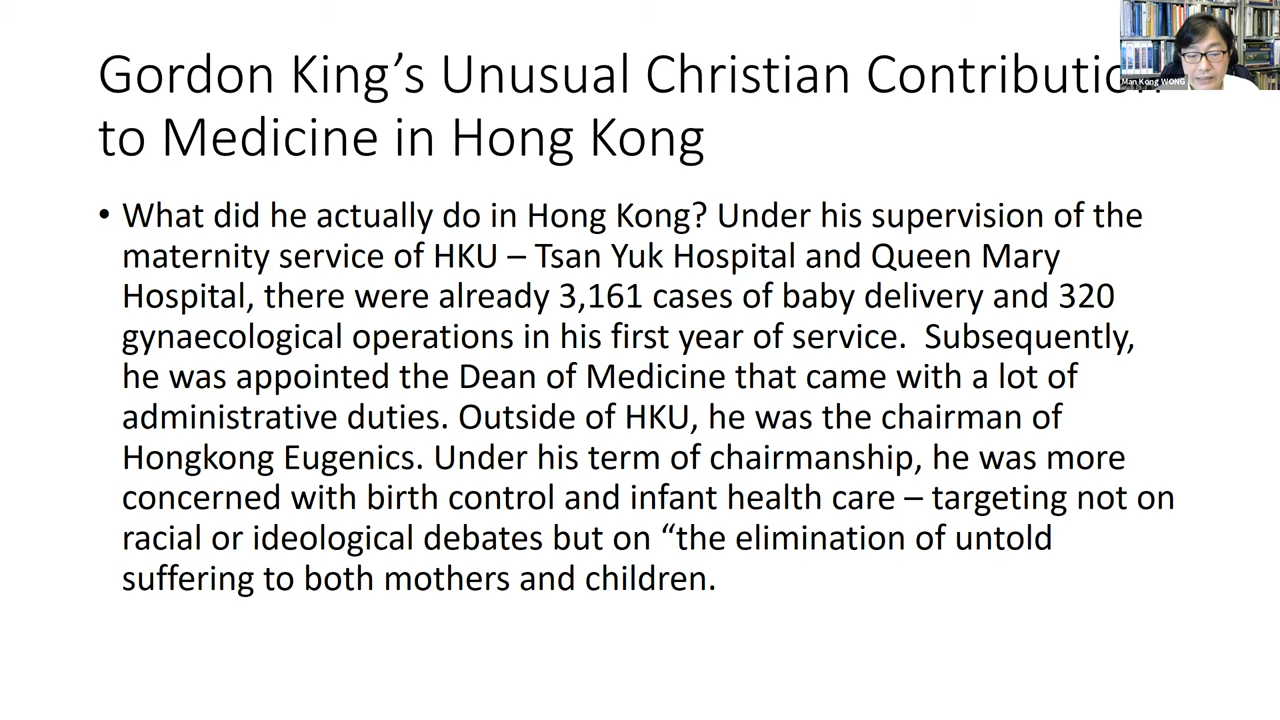 Gordon King’s Unusual Christian Contribution
to Medicine in Hong Kong
Man Kong WONG
• What did he actually do in Hong Kong? Under his supervision of the
maternity service of HKU – Tsan Yuk Hospital and Queen Mary
Hospital, there were already 3,161 cases of baby delivery and 320
gynaecological operations in his first year of service.  Subsequently,
he was appointed the Dean of Medicine that came with a lot of
administrative duties. Outside of HKU, he was the chairman of
Hongkong Eugenics. Under his term of chairmanship, he was more
concerned with birth control and infant health care – targeting not on
racial or ideological debates but on “the elimination of untold
suffering to both mothers and children.